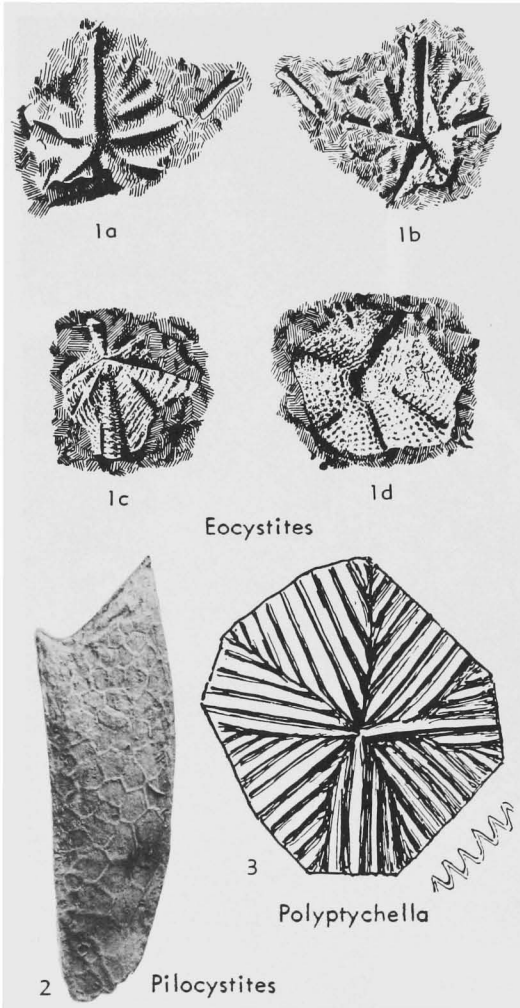 1a
1b
1c
1d
Eocystites
3
Polyptychella
2
Pilocystites